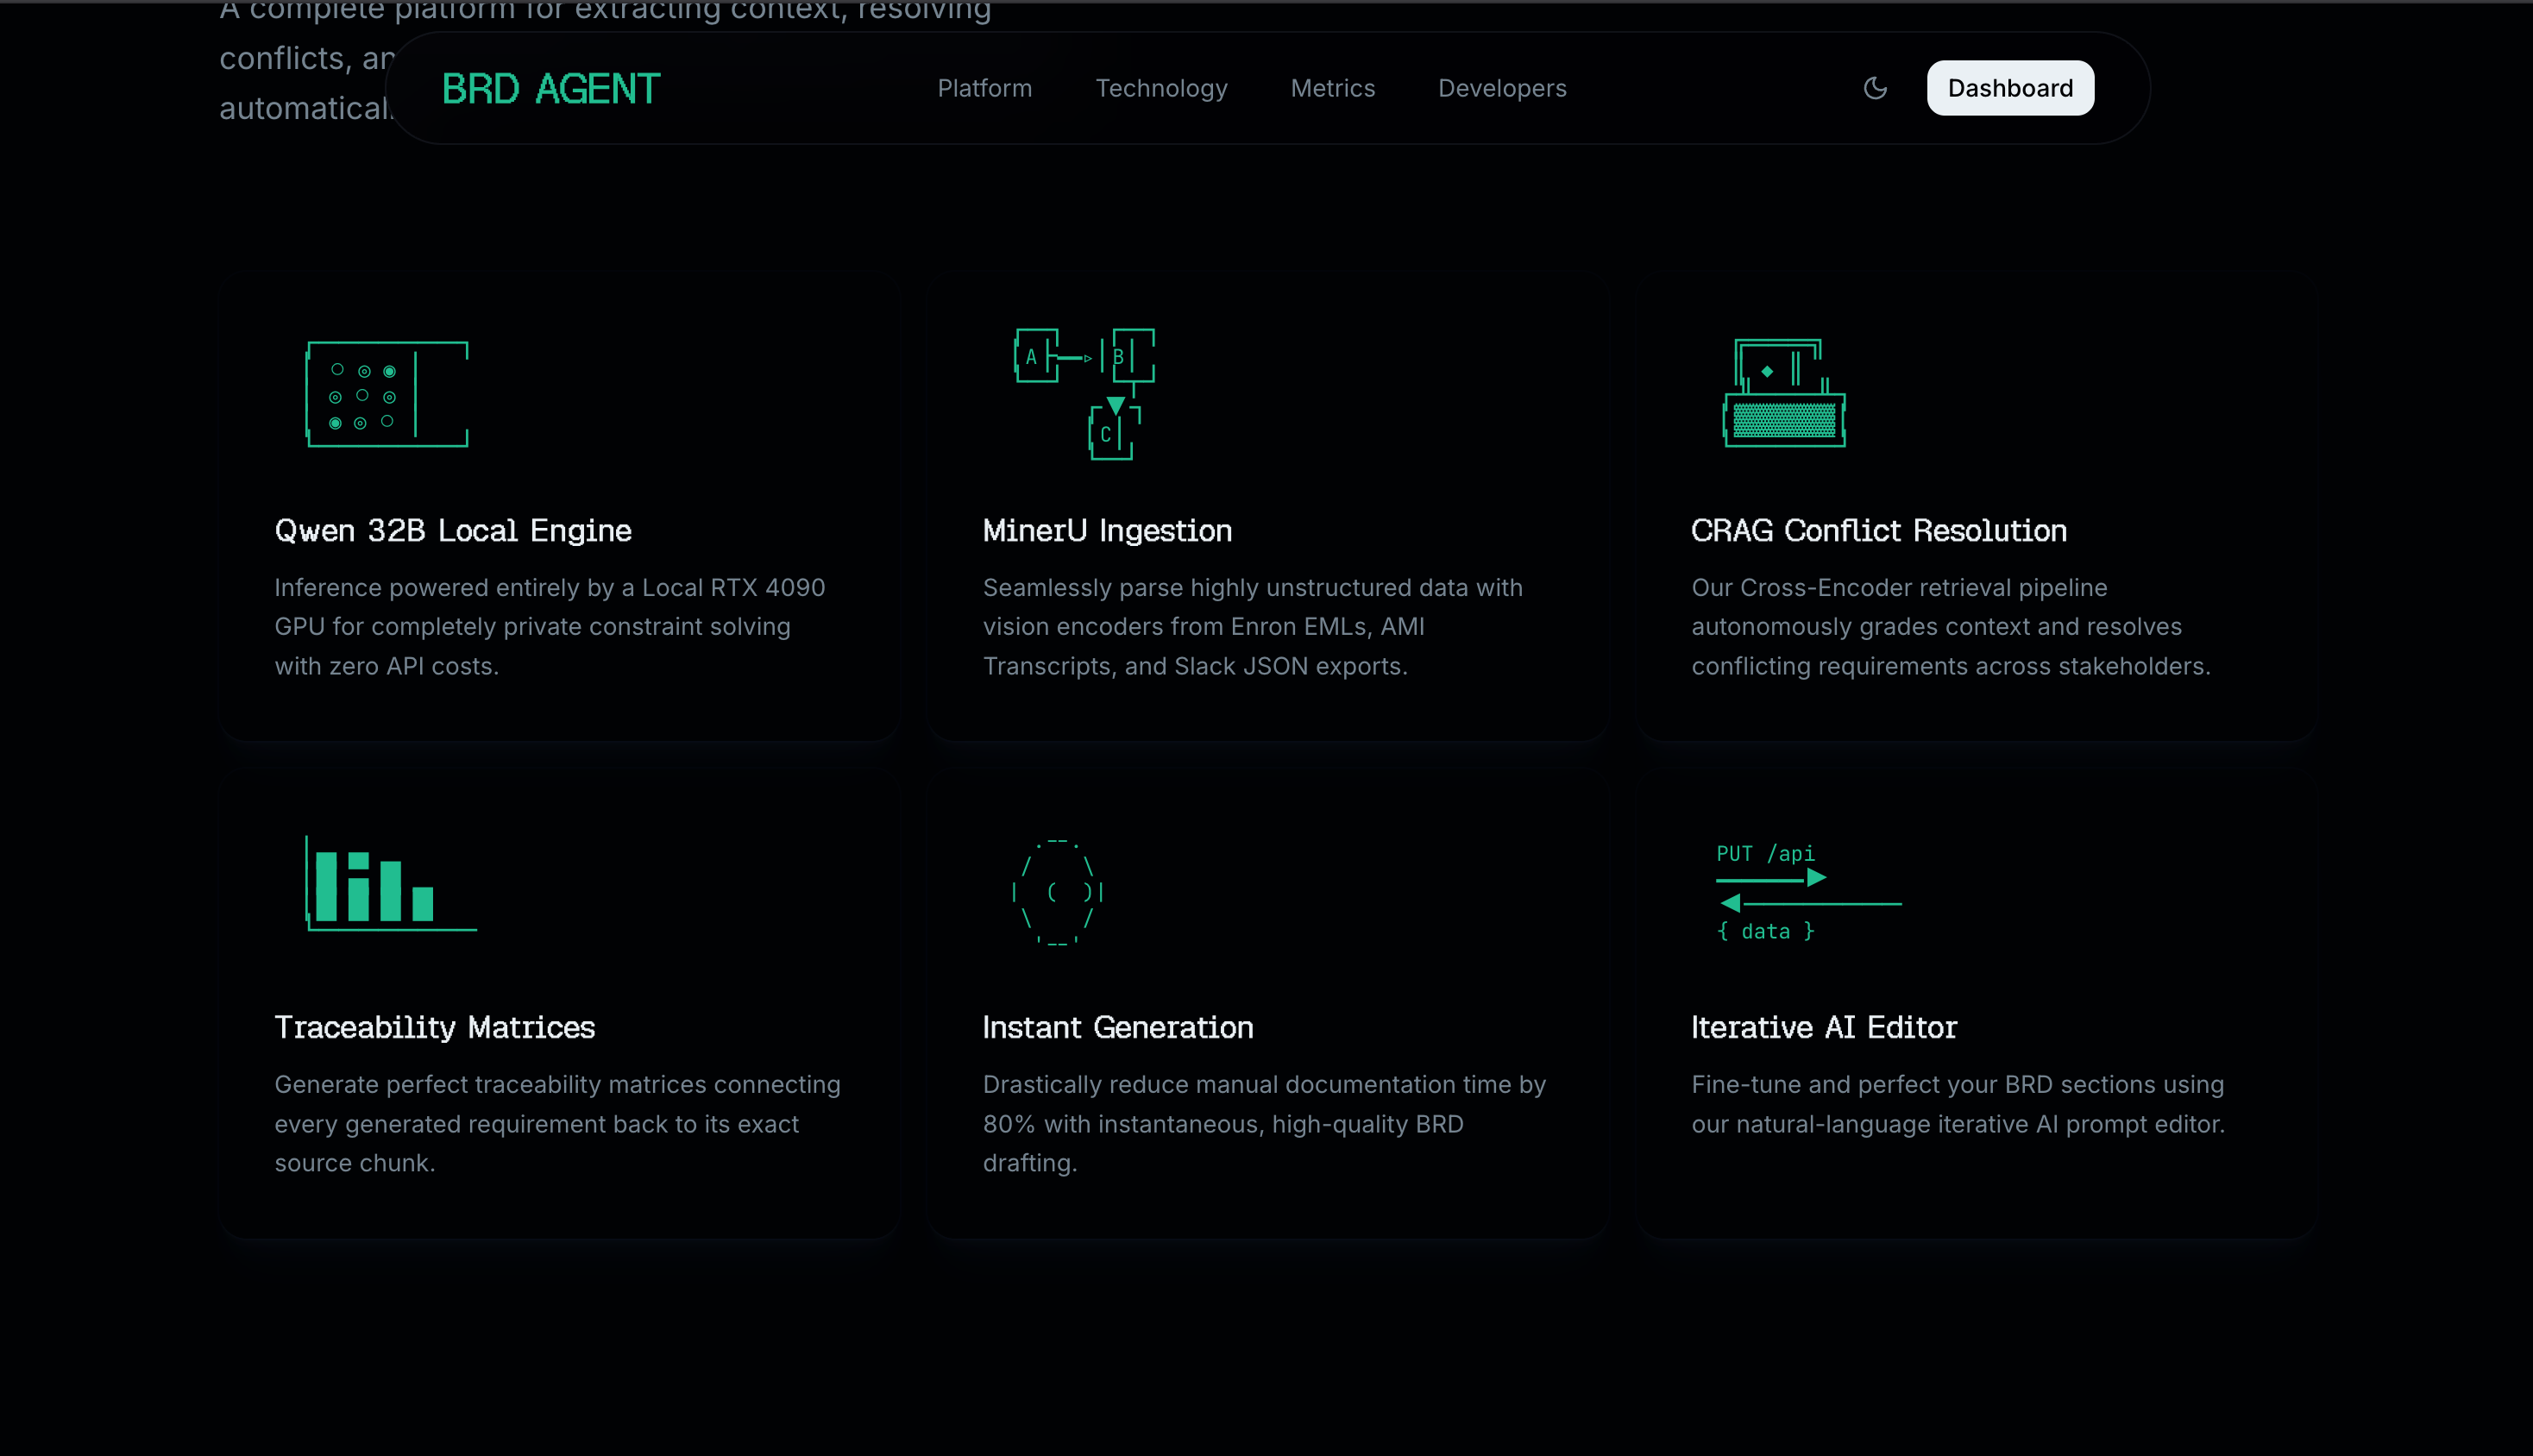 A complete platform for extracting context, resolving
conflicts, an
automatical
BRD AGENT
Platform
Technology
Metrics
Developers
Dashboard
A
B
C
Qwen 32B Local Engine
Inference powered entirely by a Local RTX 4090
GPU for completely private constraint solving
with zero API costs.
MinerU Ingestion
Seamlessly parse highly unstructured data with
vision encoders from Enron EMLs, AMI
Transcripts, and Slack JSON exports.
CRAG Conflict Resolution
Our Cross-Encoder retrieval pipeline
autonomously grades context and resolves
conflicting requirements across stakeholders.
Traceability Matrices
Generate perfect traceability matrices connecting
every generated requirement back to its exact
source chunk.
Instant Generation
Drastically reduce manual documentation time by
80% with instantaneous, high-quality BRD
drafting.
PUT /api
{ data }
Iterative AI Editor
Fine-tune and perfect your BRD sections using
our natural-language iterative AI prompt editor.